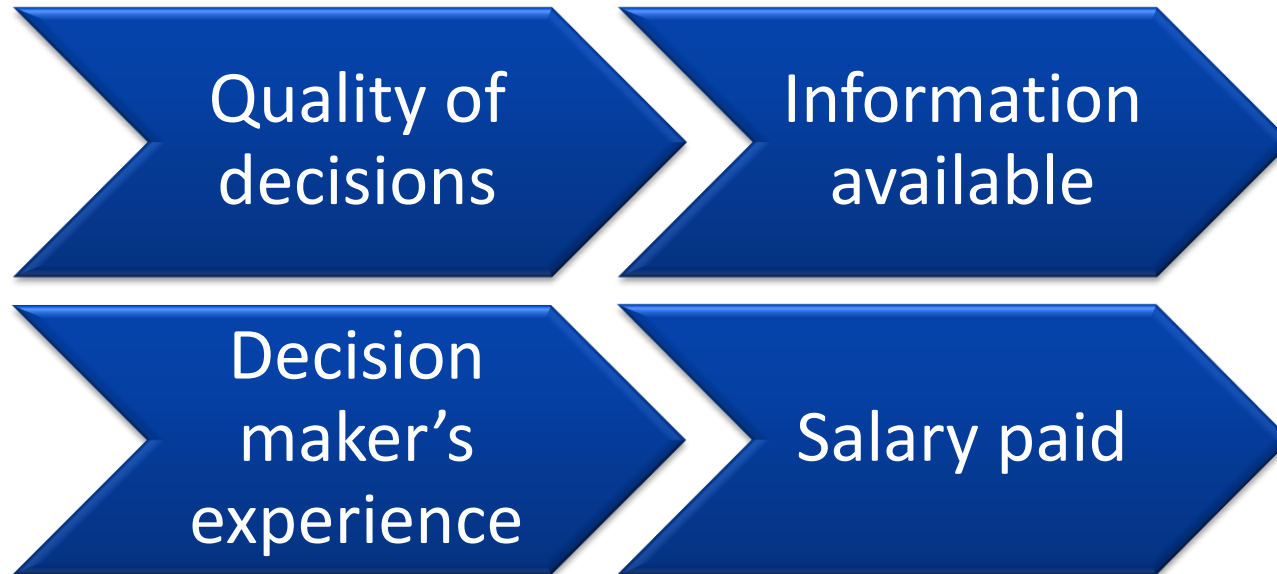 Quality of
decisions
Information
available
Decision
maker’s
experience
Salary paid